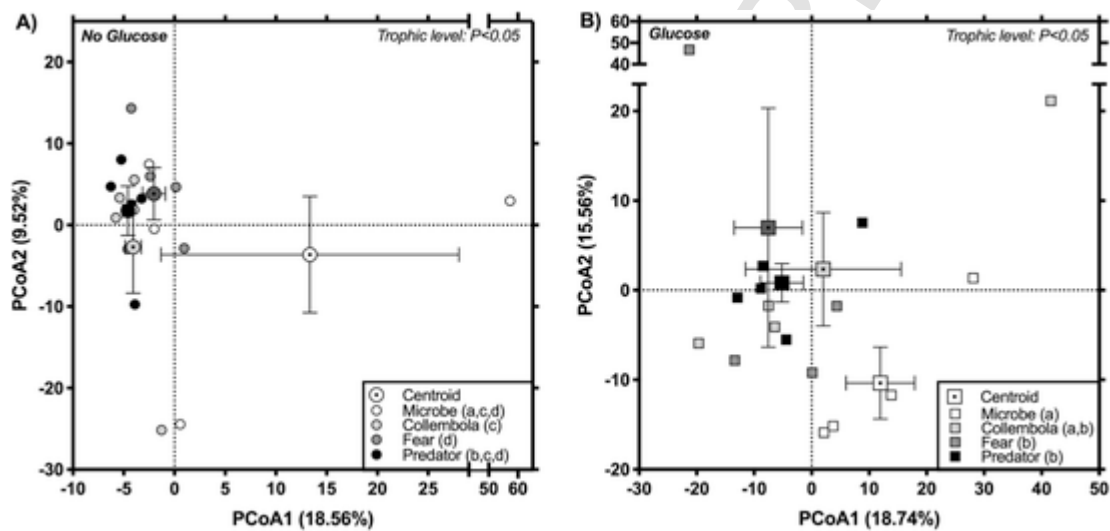 A)
No Glucose
Trophic level: P<0.05
20
10
0
-10
-20
-30
PCoA2 (9.52%)
-10 -5 0 5 10 15 20 25 50 60
PCoA1 (18.56%)
Centroid
Microbe (a,c,d)
Collembola (c)
Fear (d)
Predator (b,c,d)
B)
Glucose
Trophic level: P<0.05
60
50
40
20
10
0
-10
-20
PCoA2 (15.56%)
-30 -20 -10 0 10 20 30 40 50
PCoA1 (18.74%)
Centroid
Microbe (a)
Collembola (a,b)
Fear (b)
Predator (b)